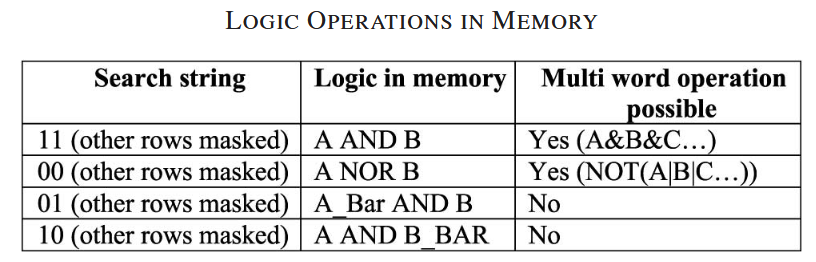 LOGIC OPERATIONS IN MEMORY
Search string Logic in memory Multi word operation
possible
11 (other rows masked) A AND B Yes (A&B&C…)
00 (other rows masked) A NOR B Yes (NOT(A|B|C…))
01 (other rows masked) A_Bar AND B No
10 (other rows masked) A AND B_BAR No